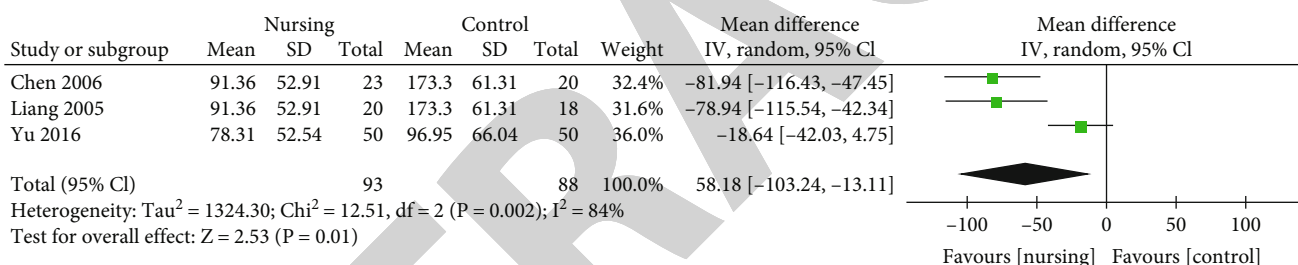 Nursing Control Mean difference Mean difference
Study or subgroup Mean SD Total Mean SD Total Weight IV, random, 95% Cl IV, random, 95% Cl
Chen 2006 91.36 52.91 23 173.3 61.31 20 32.4% –81.94 [–116.43, –47.45]
Liang 2005 91.36 52.91 20 173.3 61.31 18 31.6% –78.94 [–115.54, –42.34]
Yu 2016 78.31 52.54 50 96.95 66.04 50 36.0% –18.64 [–42.03, 4.75]
Total (95% Cl) 93 88 100.0% 58.18 [–103.24, –13.11]
Heterogeneity: Tau² = 1324.30; Chi² = 12.51, df = 2 (P = 0.002); I² = 84%
Test for overall effect: Z = 2.53 (P = 0.01)
–100 –50 0 50 100
Favours [nursing] Favours [control]